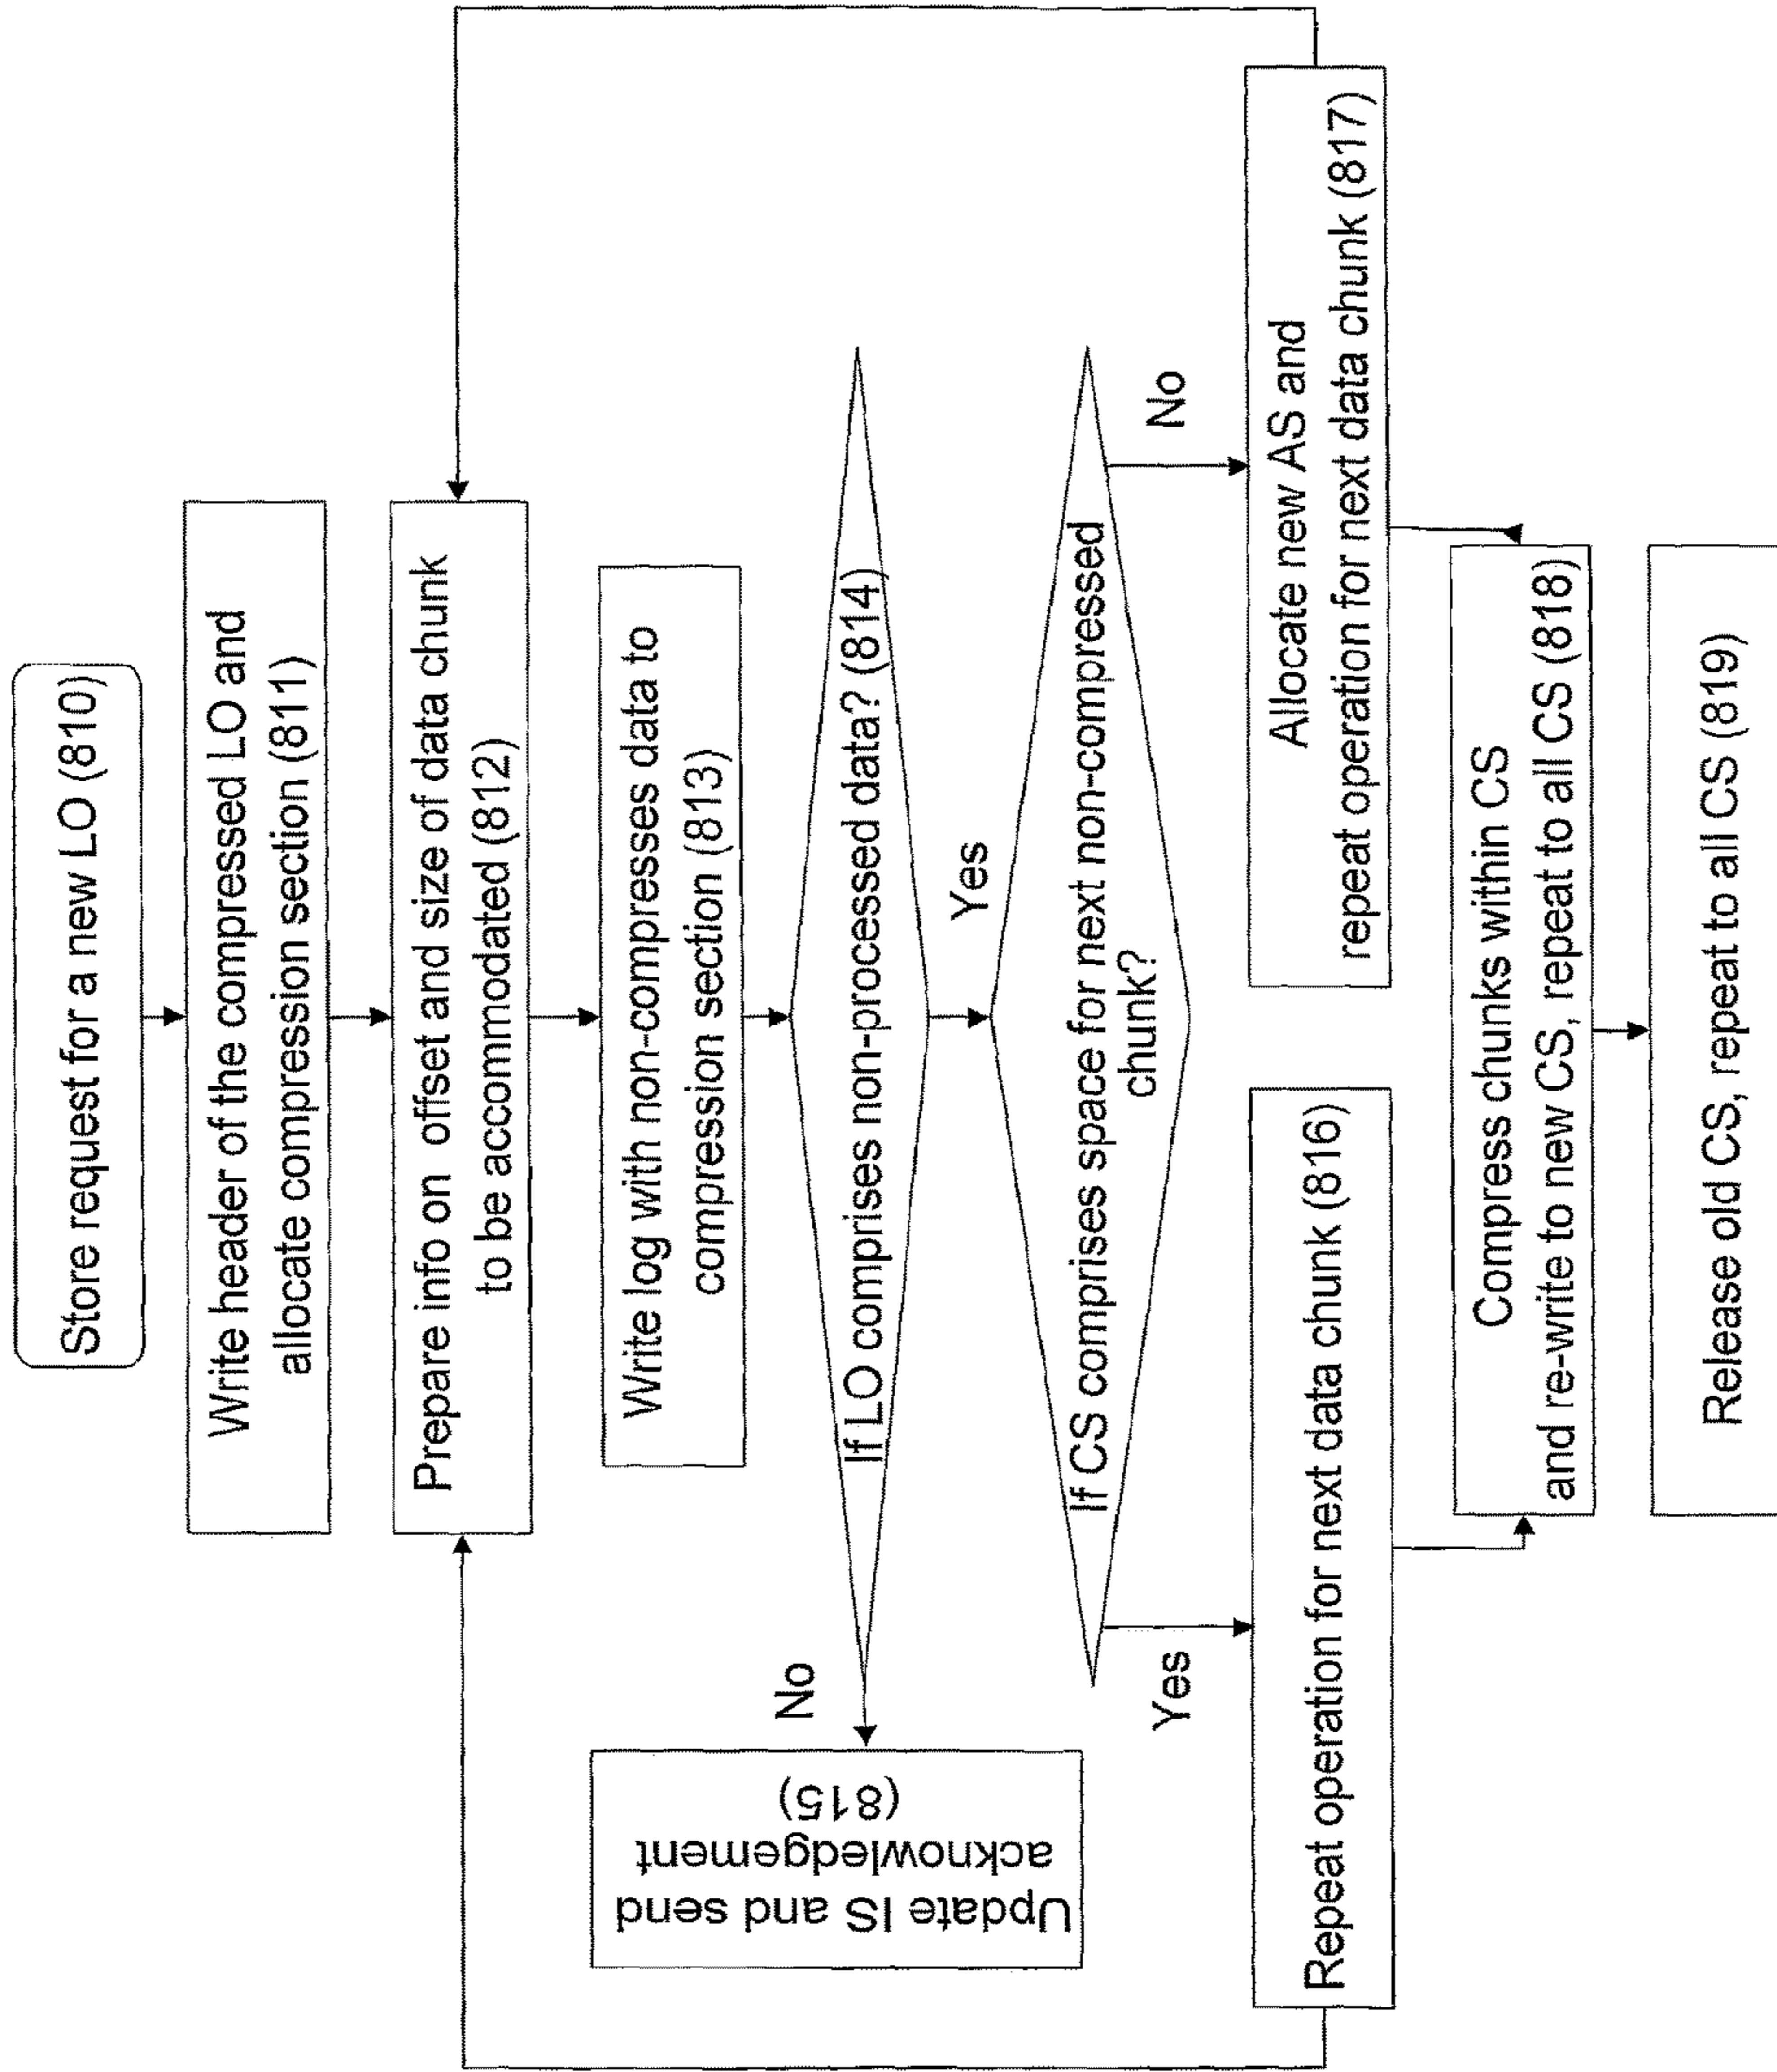 Store request for a new LO (810)
Write header of the compressed LO and
allocate compression section (811)
Prepare info on offset and size of data chunk
to be accommodated (812)
Write log with non-compresses data to
compression section (813)
If LO comprises non-processed data? (814)
No
Yes
Update IS and send
acknowledgement
(815)
If CS comprises space for next non-compressed
chunk?
Yes
No
Repeat operation for next data chunk (816)
Allocate new AS and
repeat operation for next data chunk (817)
Compress chunks within CS
and re-write to new CS, repeat to all CS (818)
Release old CS, repeat to all CS (819)